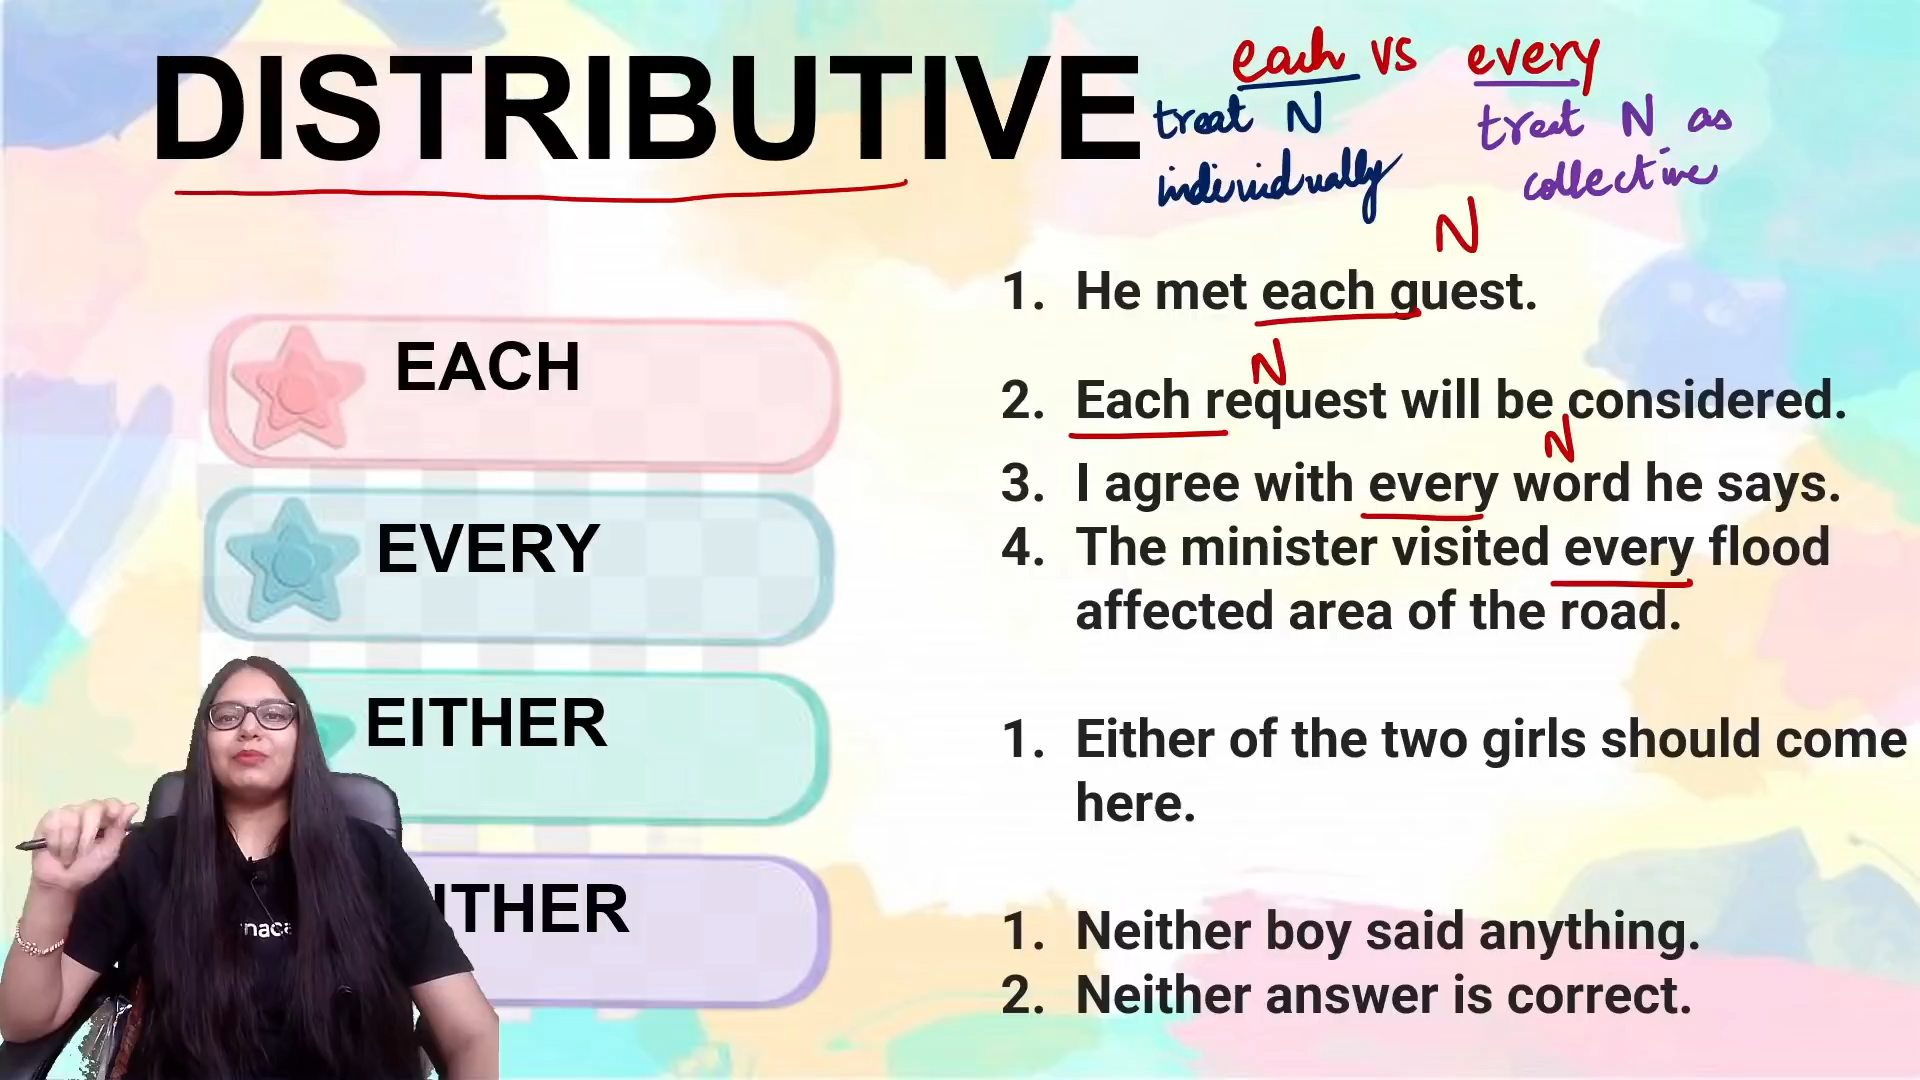 DISTRIBUTIVE
each vs every
treat N
individually
treat N as
collective
EACH
EVERY
EITHER
ITHER
N
1. He met each guest.
N
2. Each request will be considered.
N
3. I agree with every word he says.
4. The minister visited every flood
affected area of the road.
1. Either of the two girls should come
here.
1. Neither boy said anything.
2. Neither answer is correct.